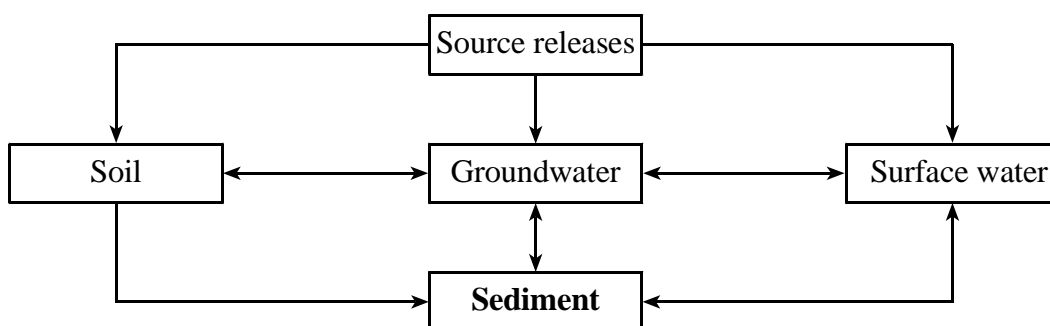 Source releases
Soil
Groundwater
Surface water
Sediment